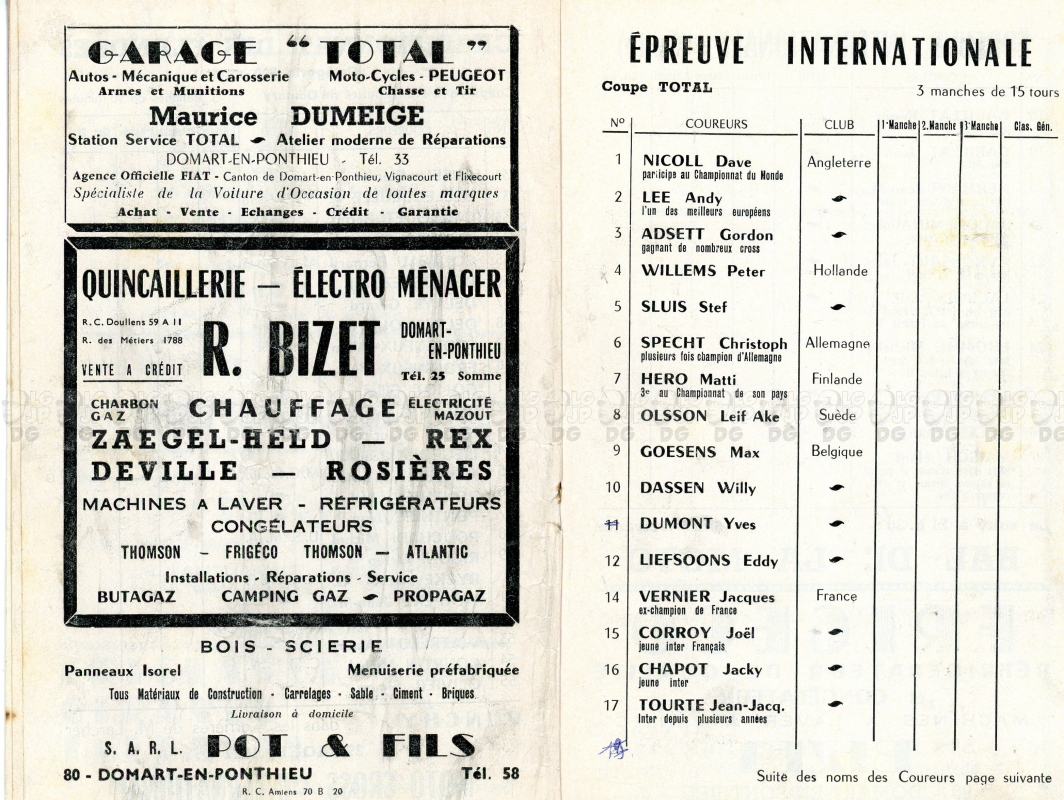 GARAGE “TOTAL”
Autos - Mécanique et Carosserie Moto-Cycles - PEUGEOT
Armes et Munitions Chasse et Tir
Maurice DUMEIGE
Station Service TOTAL Atelier moderne de Réparations
DOMART-EN-PONTHIEU - Tél. 33
Agence Officielle FIAT - Canton de Domart-en-Ponthieu, Vignacourt et Flixecourt
Spécialiste de la Voiture d'Occasion de toutes marques
Achat - Vente - Echanges - Crédit - Garantie
QUINCAILLERIE — ÉLECTRO MÉNAGER
R.C. Doullens 59 A 11
R. des Métiers 1788
VENTE A CRÉDIT
R. BIZET
DOMART-
EN-PONTHIEU
Tél. 25 Somme
CHARBON
GAZ
CHAUFFAGE
ÉLECTRICITÉ
MAZOUT
ZAEGEL-HELD — REX
DEVILLE — ROSIÈRES
MACHINES A LAVER - RÉFRIGÉRATEURS
CONGÉLATEURS
THOMSON — FRIGÉCO THOMSON — ATLANTIC
Installations - Réparations - Service
BUTAGAZ CAMPING GAZ PROPAGAZ
BOIS - SCIERIE
Panneaux Isorel Menuiserie préfabriquée
Tous Matériaux de Construction - Carrelages - Sable - Ciment - Briques
Livraison à domicile
S. A. R. L. POT & FILS
80 - DOMART-EN-PONTHIEU Tél. 58
R. C. Amiens 70 B 20
ÉPREUVE INTERNATIONALE
Coupe TOTAL 3 manches de 15 tours
Nº COUREURS CLUB 1ºManche 2.Manche 3ºManche Clas. Gén.
1 NICOLL Dave Angleterre
participe au Championnat du Monde
2 LEE Andy
l'un des meilleurs européens
3 ADSETT Gordon
gagnant de nombreux cross
4 WILLEMS Peter Hollande
5 SLUIS Stef
6 SPECHT Christoph Allemagne
plusieurs fois champion d'Allemagne
7 HERO Matti Finlande
3e au Championnat de son pays
8 OLSSON Leif Ake Suède
9 GOESENS Max Belgique
10 DASSEN Willy
11 DUMONT Yves
12 LIEFSOONS Eddy
14 VERNIER Jacques France
ex-champion de France
15 CORROY Joël
jeune inter Français
16 CHAPOT Jacky
jeune inter
17 TOURTE Jean-Jacq.
Inter depuis plusieurs annees
Suite des noms des Coureurs page suivante